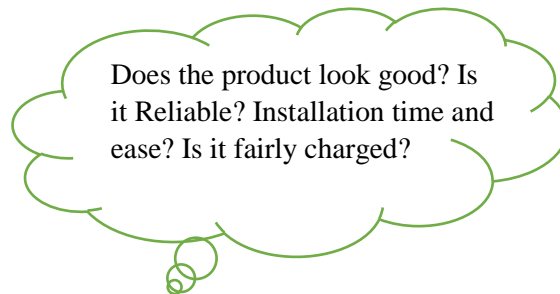 Does the product look good? Is
it Reliable? Installation time and
ease? Is it fairly charged?